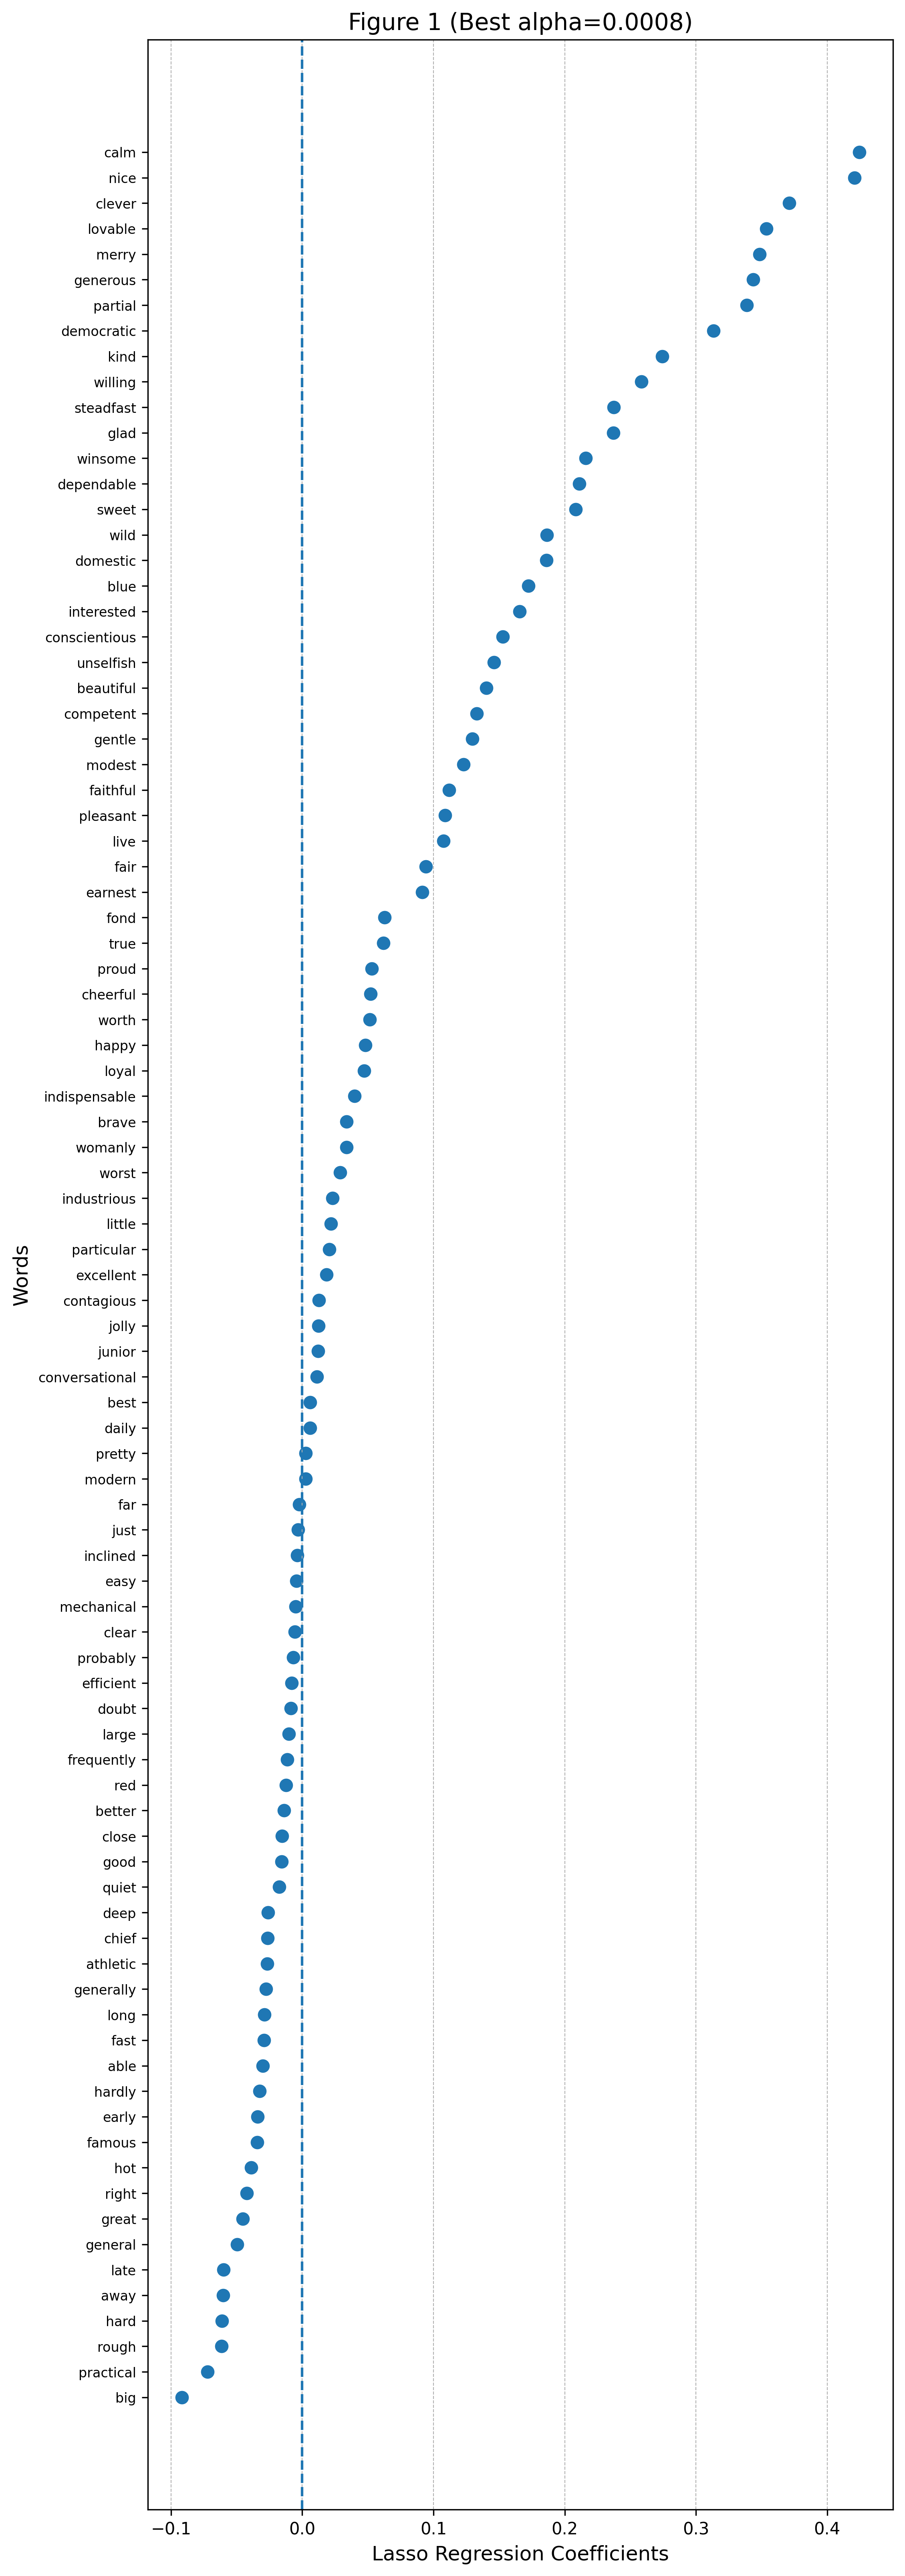 Figure 1 (Best alpha=0.0008)
calm
nice
clever
lovable
merry
generous
partial
democratic
kind
willing
steadfast
glad
winsome
dependable
sweet
wild
domestic
blue
interested
conscientious
unselfish
beautiful
competent
gentle
modest
faithful
pleasant
live
fair
earnest
fond
true
proud
cheerful
worth
happy
loyal
indispensable
brave
womanly
worst
industrious
little
particular
excellent
contagious
jolly
junior
conversational
best
daily
pretty
modern
far
just
inclined
easy
mechanical
clear
probably
efficient
doubt
large
frequently
red
better
close
good
quiet
deep
chief
athletic
generally
long
fast
able
hardly
early
famous
hot
right
great
general
late
away
hard
rough
practical
big
Words
−0.1 0.0 0.1 0.2 0.3 0.4
Lasso Regression Coefficients